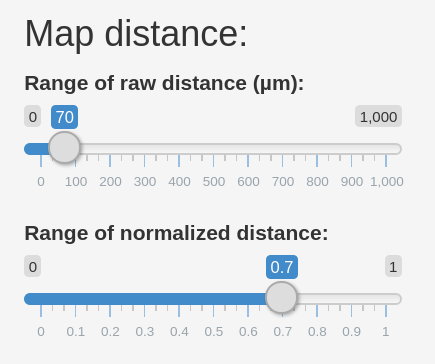 Map distance:
Range of raw distance (µm):
0 70 1,000
0 100 200 300 400 500 600 700 800 900 1,000
Range of normalized distance:
0 0.7 1
0 0.1 0.2 0.3 0.4 0.5 0.6 0.7 0.8 0.9 1